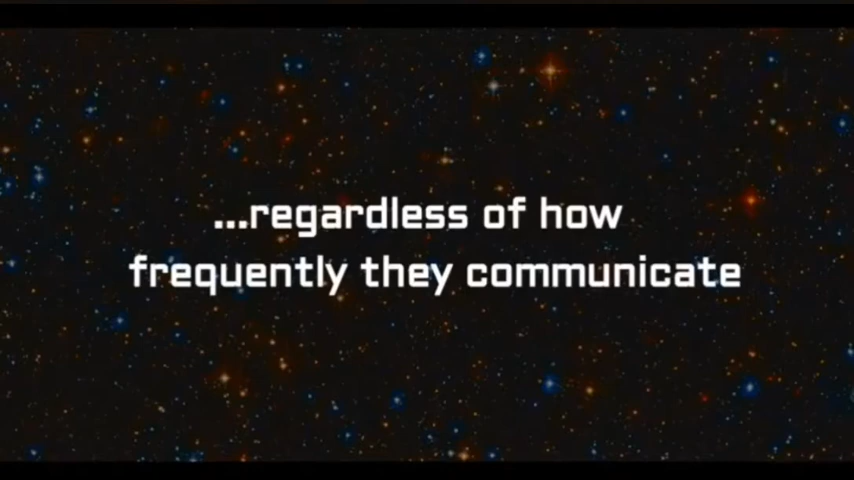 ...regardless of how
frequently they communicate